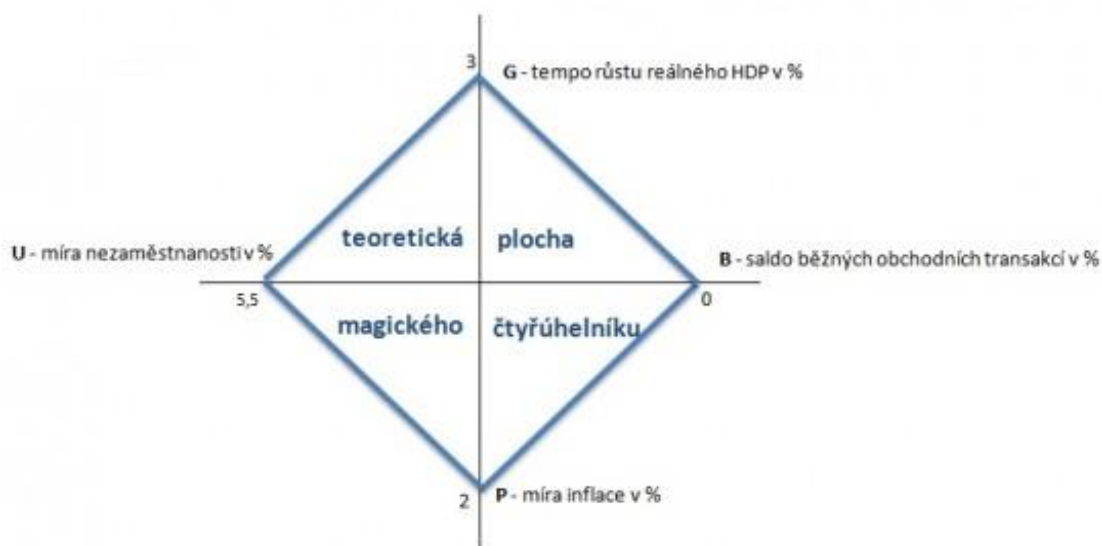 3
G - tempo růstu reálného HDP v %
teoretická plocha
U - míra nezaměstnanosti v %
B - saldo běžných obchodních transakcí v %
5,5
0
magického čtyřúhelníku
2
P - míra inflace v %